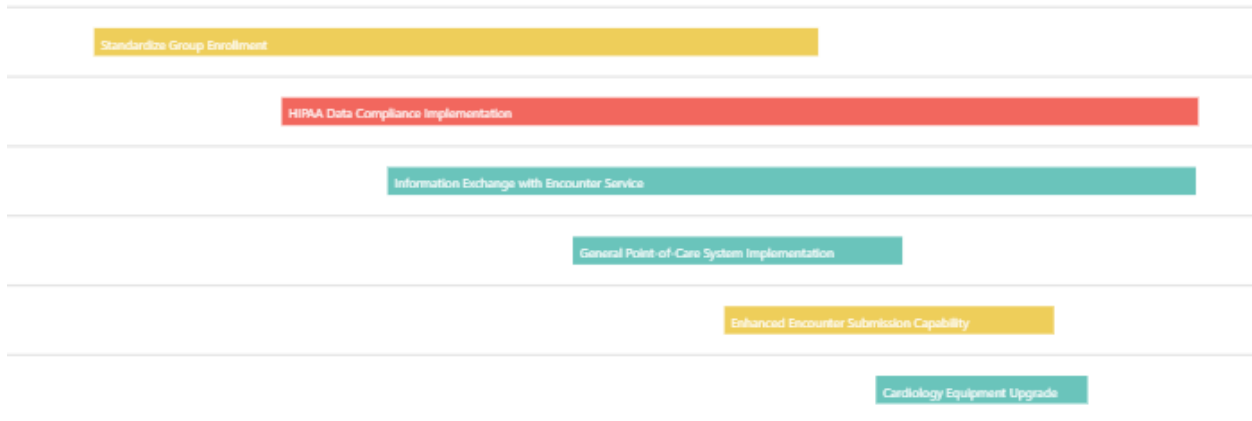 Standardize Group Enrollment
HIPAA Data Compliance Implementation
Information Exchange with Encounter Service
General Point-of-Care System Implementation
Enhanced Encounter Submission Capability
Cardiology Equipment Upgrade